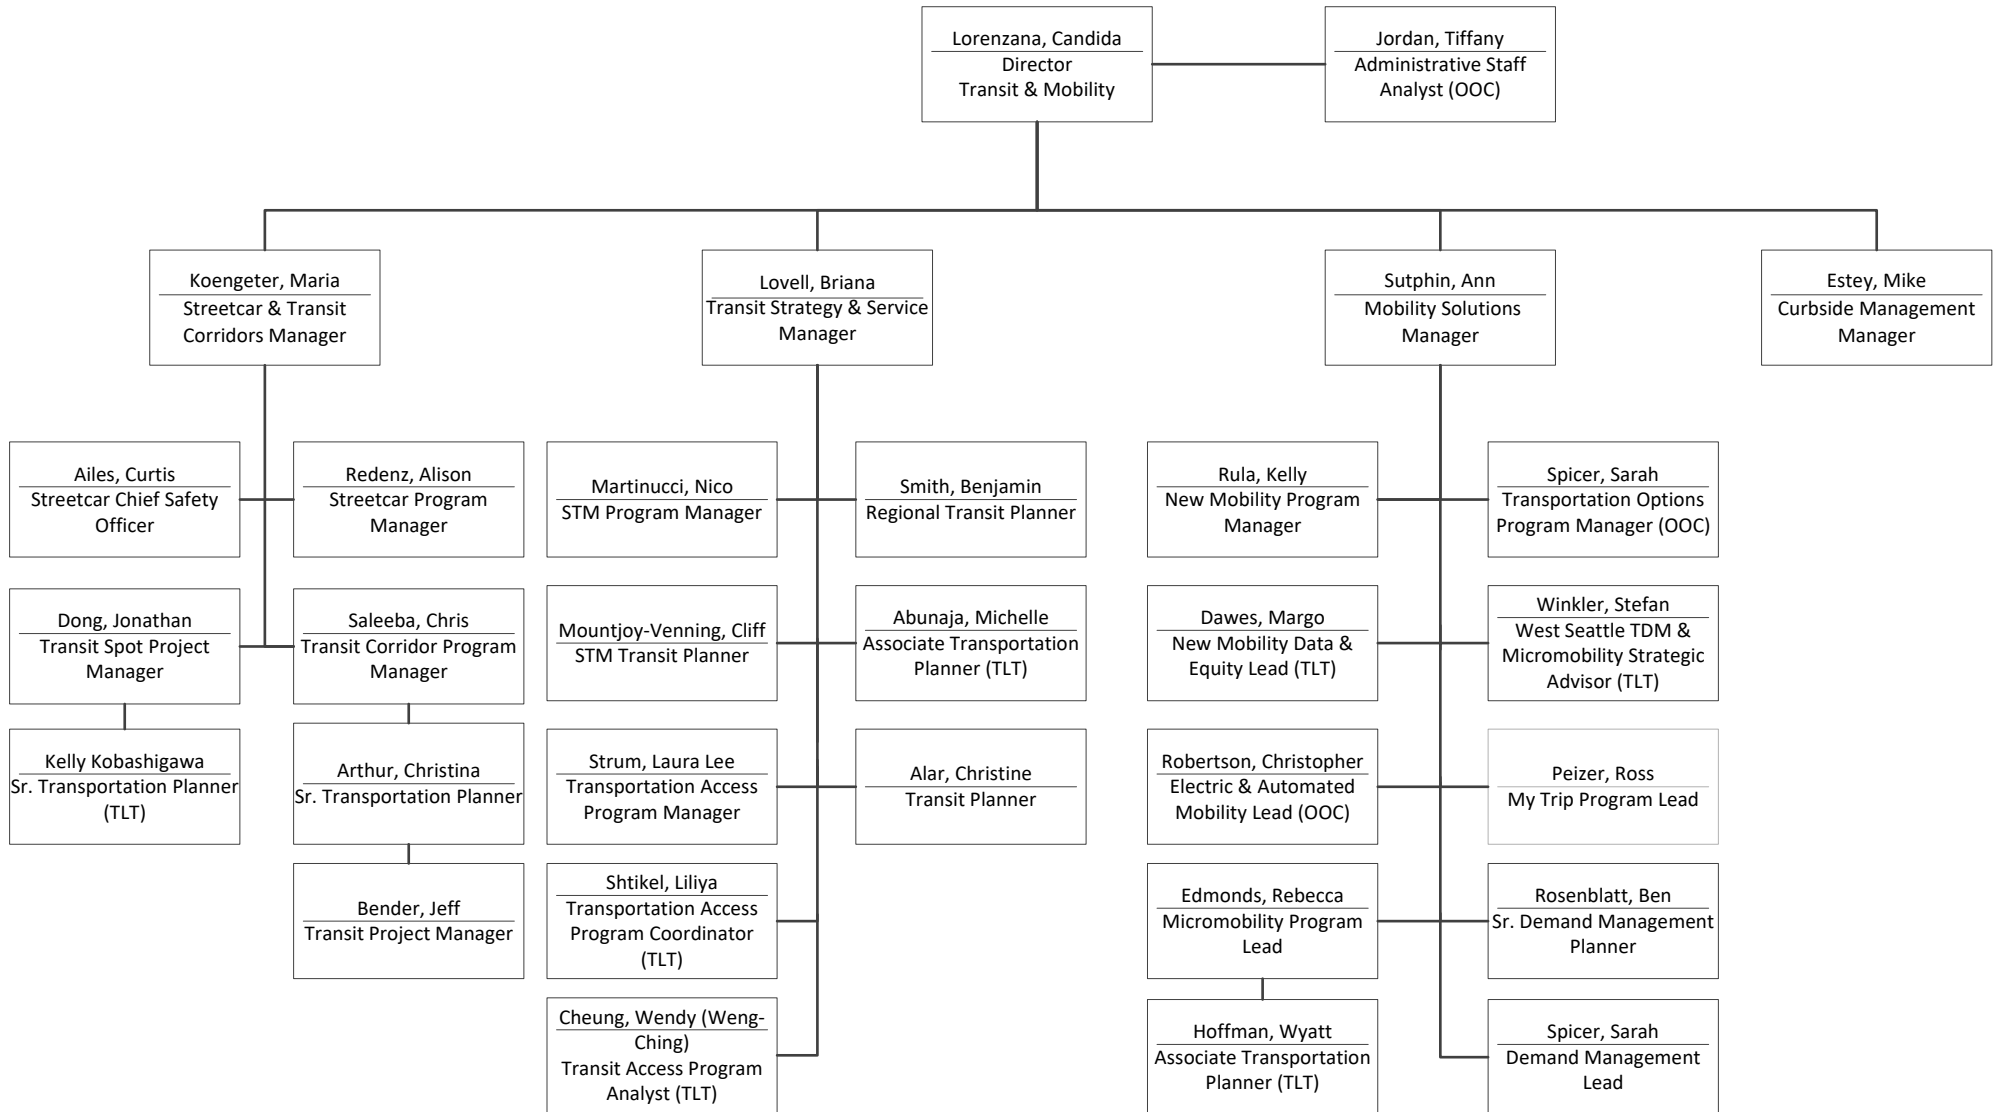 Lorenzana, Candida
Director
Transit & Mobility
Jordan, Tiffany
Administrative Staff
Analyst (OOC)
Koengeter, Maria
Streetcar & Transit
Corridors Manager
Lovell, Briana
Transit Strategy & Service
Manager
Sutphin, Ann
Mobility Solutions
Manager
Estey, Mike
Curbside Management
Manager
Ailes, Curtis
Streetcar Chief Safety
Officer
Redenz, Alison
Streetcar Program
Manager
Martinucci, Nico
STM Program Manager
Smith, Benjamin
Regional Transit Planner
Rula, Kelly
New Mobility Program
Manager
Spicer, Sarah
Transportation Options
Program Manager (OOC)
Dong, Jonathan
Transit Spot Project
Manager
Saleeba, Chris
Transit Corridor Program
Manager
Mountjoy-Venning, Cliff
STM Transit Planner
Abunaja, Michelle
Associate Transportation
Planner (TLT)
Dawes, Margo
New Mobility Data &
Equity Lead (TLT)
Winkler, Stefan
West Seattle TDM &
Micromobility Strategic
Advisor (TLT)
Kelly Kobashigawa
Sr. Transportation Planner
(TLT)
Arthur, Christina
Sr. Transportation Planner
Strum, Laura Lee
Transportation Access
Program Manager
Alar, Christine
Transit Planner
Robertson, Christopher
Electric & Automated
Mobility Lead (OOC)
Peizer, Ross
My Trip Program Lead
Bender, Jeff
Transit Project Manager
Shtikel, Liliya
Transportation Access
Program Coordinator
(TLT)
Edmonds, Rebecca
Micromobility Program
Lead
Rosenblatt, Ben
Sr. Demand Management
Planner
Cheung, Wendy (Weng-
Ching)
Transit Access Program
Analyst (TLT)
Hoffman, Wyatt
Associate Transportation
Planner (TLT)
Spicer, Sarah
Demand Management
Lead